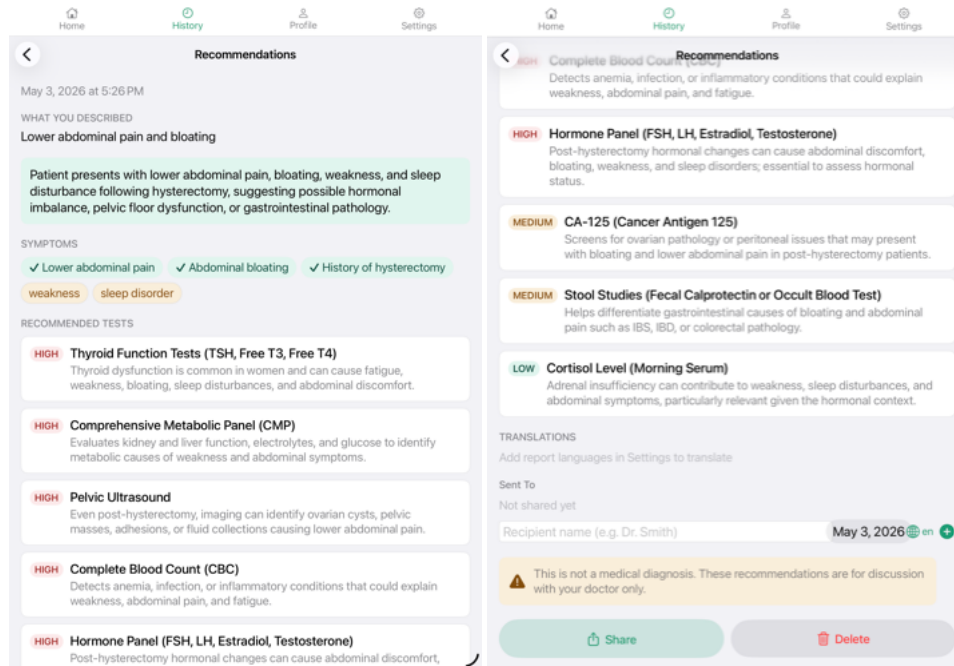 Home
History
Profile
Settings
Recommendations
May 3, 2026 at 5:26 PM
WHAT YOU DESCRIBED
Lower abdominal pain and bloating
Patient presents with lower abdominal pain, bloating, weakness, and sleep
disturbance following hysterectomy, suggesting possible hormonal
imbalance, pelvic floor dysfunction, or gastrointestinal pathology.
SYMPTOMS
✓ Lower abdominal pain
✓ Abdominal bloating
✓ History of hysterectomy
weakness
sleep disorder
RECOMMENDED TESTS
HIGH Thyroid Function Tests (TSH, Free T3, Free T4)
Thyroid dysfunction is common in women and can cause fatigue,
weakness, bloating, sleep disturbances, and abdominal discomfort.
HIGH Comprehensive Metabolic Panel (CMP)
Evaluates kidney and liver function, electrolytes, and glucose to identify
metabolic causes of weakness and abdominal symptoms.
HIGH Pelvic Ultrasound
Even post-hysterectomy, imaging can identify ovarian cysts, pelvic
masses, adhesions, or fluid collections causing lower abdominal pain.
HIGH Complete Blood Count (CBC)
Detects anemia, infection, or inflammatory conditions that could explain
weakness, abdominal pain, and fatigue.
HIGH Hormone Panel (FSH, LH, Estradiol, Testosterone)
Post-hysterectomy hormonal changes can cause abdominal discomfort,
Home
History
Profile
Settings
Recommendations
HIGH Complete Blood Count (CBC)
Detects anemia, infection, or inflammatory conditions that could explain
weakness, abdominal pain, and fatigue.
HIGH Hormone Panel (FSH, LH, Estradiol, Testosterone)
Post-hysterectomy hormonal changes can cause abdominal discomfort,
bloating, weakness, and sleep disorders; essential to assess hormonal
status.
MEDIUM CA-125 (Cancer Antigen 125)
Screens for ovarian pathology or peritoneal issues that may present
with bloating and lower abdominal pain in post-hysterectomy patients.
MEDIUM Stool Studies (Fecal Calprotectin or Occult Blood Test)
Helps differentiate gastrointestinal causes of bloating and abdominal
pain such as IBS, IBD, or colorectal pathology.
LOW Cortisol Level (Morning Serum)
Adrenal insufficiency can contribute to weakness, sleep disturbances, and
abdominal symptoms, particularly relevant given the hormonal context.
TRANSLATIONS
Add report languages in Settings to translate
Sent To
Not shared yet
Recipient name (e.g. Dr. Smith)
May 3, 2026
en
This is not a medical diagnosis. These recommendations are for discussion
with your doctor only.
Share
Delete